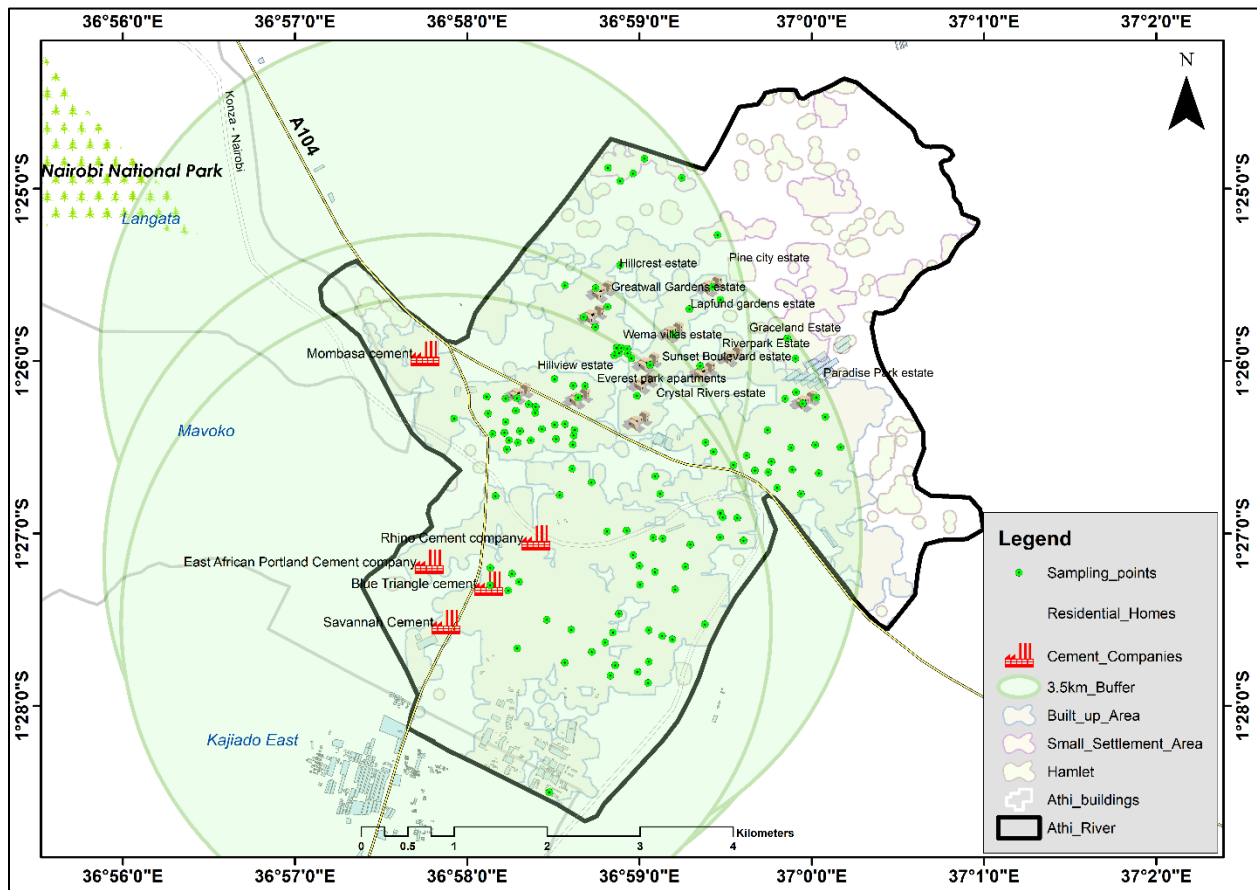 36°56'0"E 36°57'0"E 36°58'0"E 36°59'0"E 37°0'0"E 37°1'0"E 37°2'0"E
N
A104
Konza - Nairobi
1°25'0"S
1°25'0"S
Nairobi National Park
Langata
Hillcrest estate
Pine city estate
Greatwall Gardens estate
Lapfund gardens estate
Wema villas estate
Graceland Estate
Riverpark Estate
1°26'0"S
1°26'0"S
Mombasa cement
Hillview estate
Sunset Boulevard estate
Paradise Park estate
Everest park apartments
Crystal Rivers estate
Mavoko
1°27'0"S
1°27'0"S
Rhino Cement company
East African Portland Cement company
Blue Triangle cement
Savannah Cement
1°28'0"S
1°28'0"S
Kajiado East
Legend
Sampling_points
Residential_Homes
Cement_Companies
3.5km_Buffer
Built_up_Area
Small_Settlement_Area
Hamlet
Athi_buildings
Athi_River
Kilometers
0 0.5 1 2 3 4
36°56'0"E 36°57'0"E 36°58'0"E 36°59'0"E 37°0'0"E 37°1'0"E 37°2'0"E